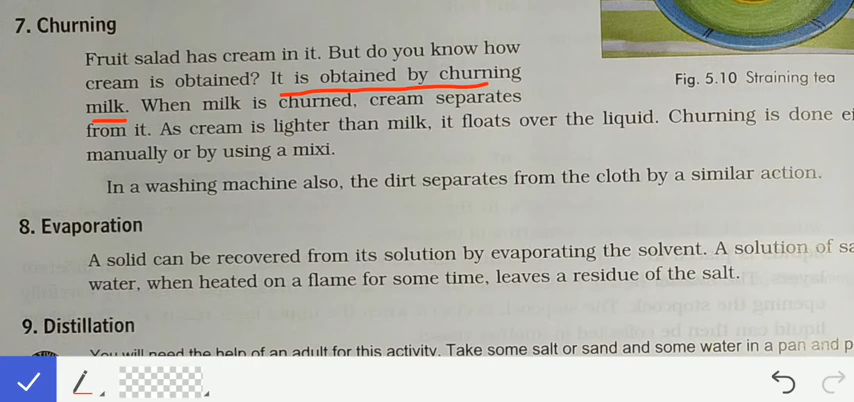 7. Churning
Fruit salad has cream in it. But do you know how
cream is obtained? It is obtained by churning
milk. When milk is churned, cream separates
from it. As cream is lighter than milk, it floats over the liquid. Churning is done
manually or by using a mixi.
In a washing machine also, the dirt separates from the cloth by a similar action.
Fig. 5.10 Straining tea
8. Evaporation
A solid can be recovered from its solution by evaporating the solvent. A solution of
water, when heated on a flame for some time, leaves a residue of the salt.
9. Distillation
You will need the help of an adult for this activity. Take some salt or sand and some water in a pan and